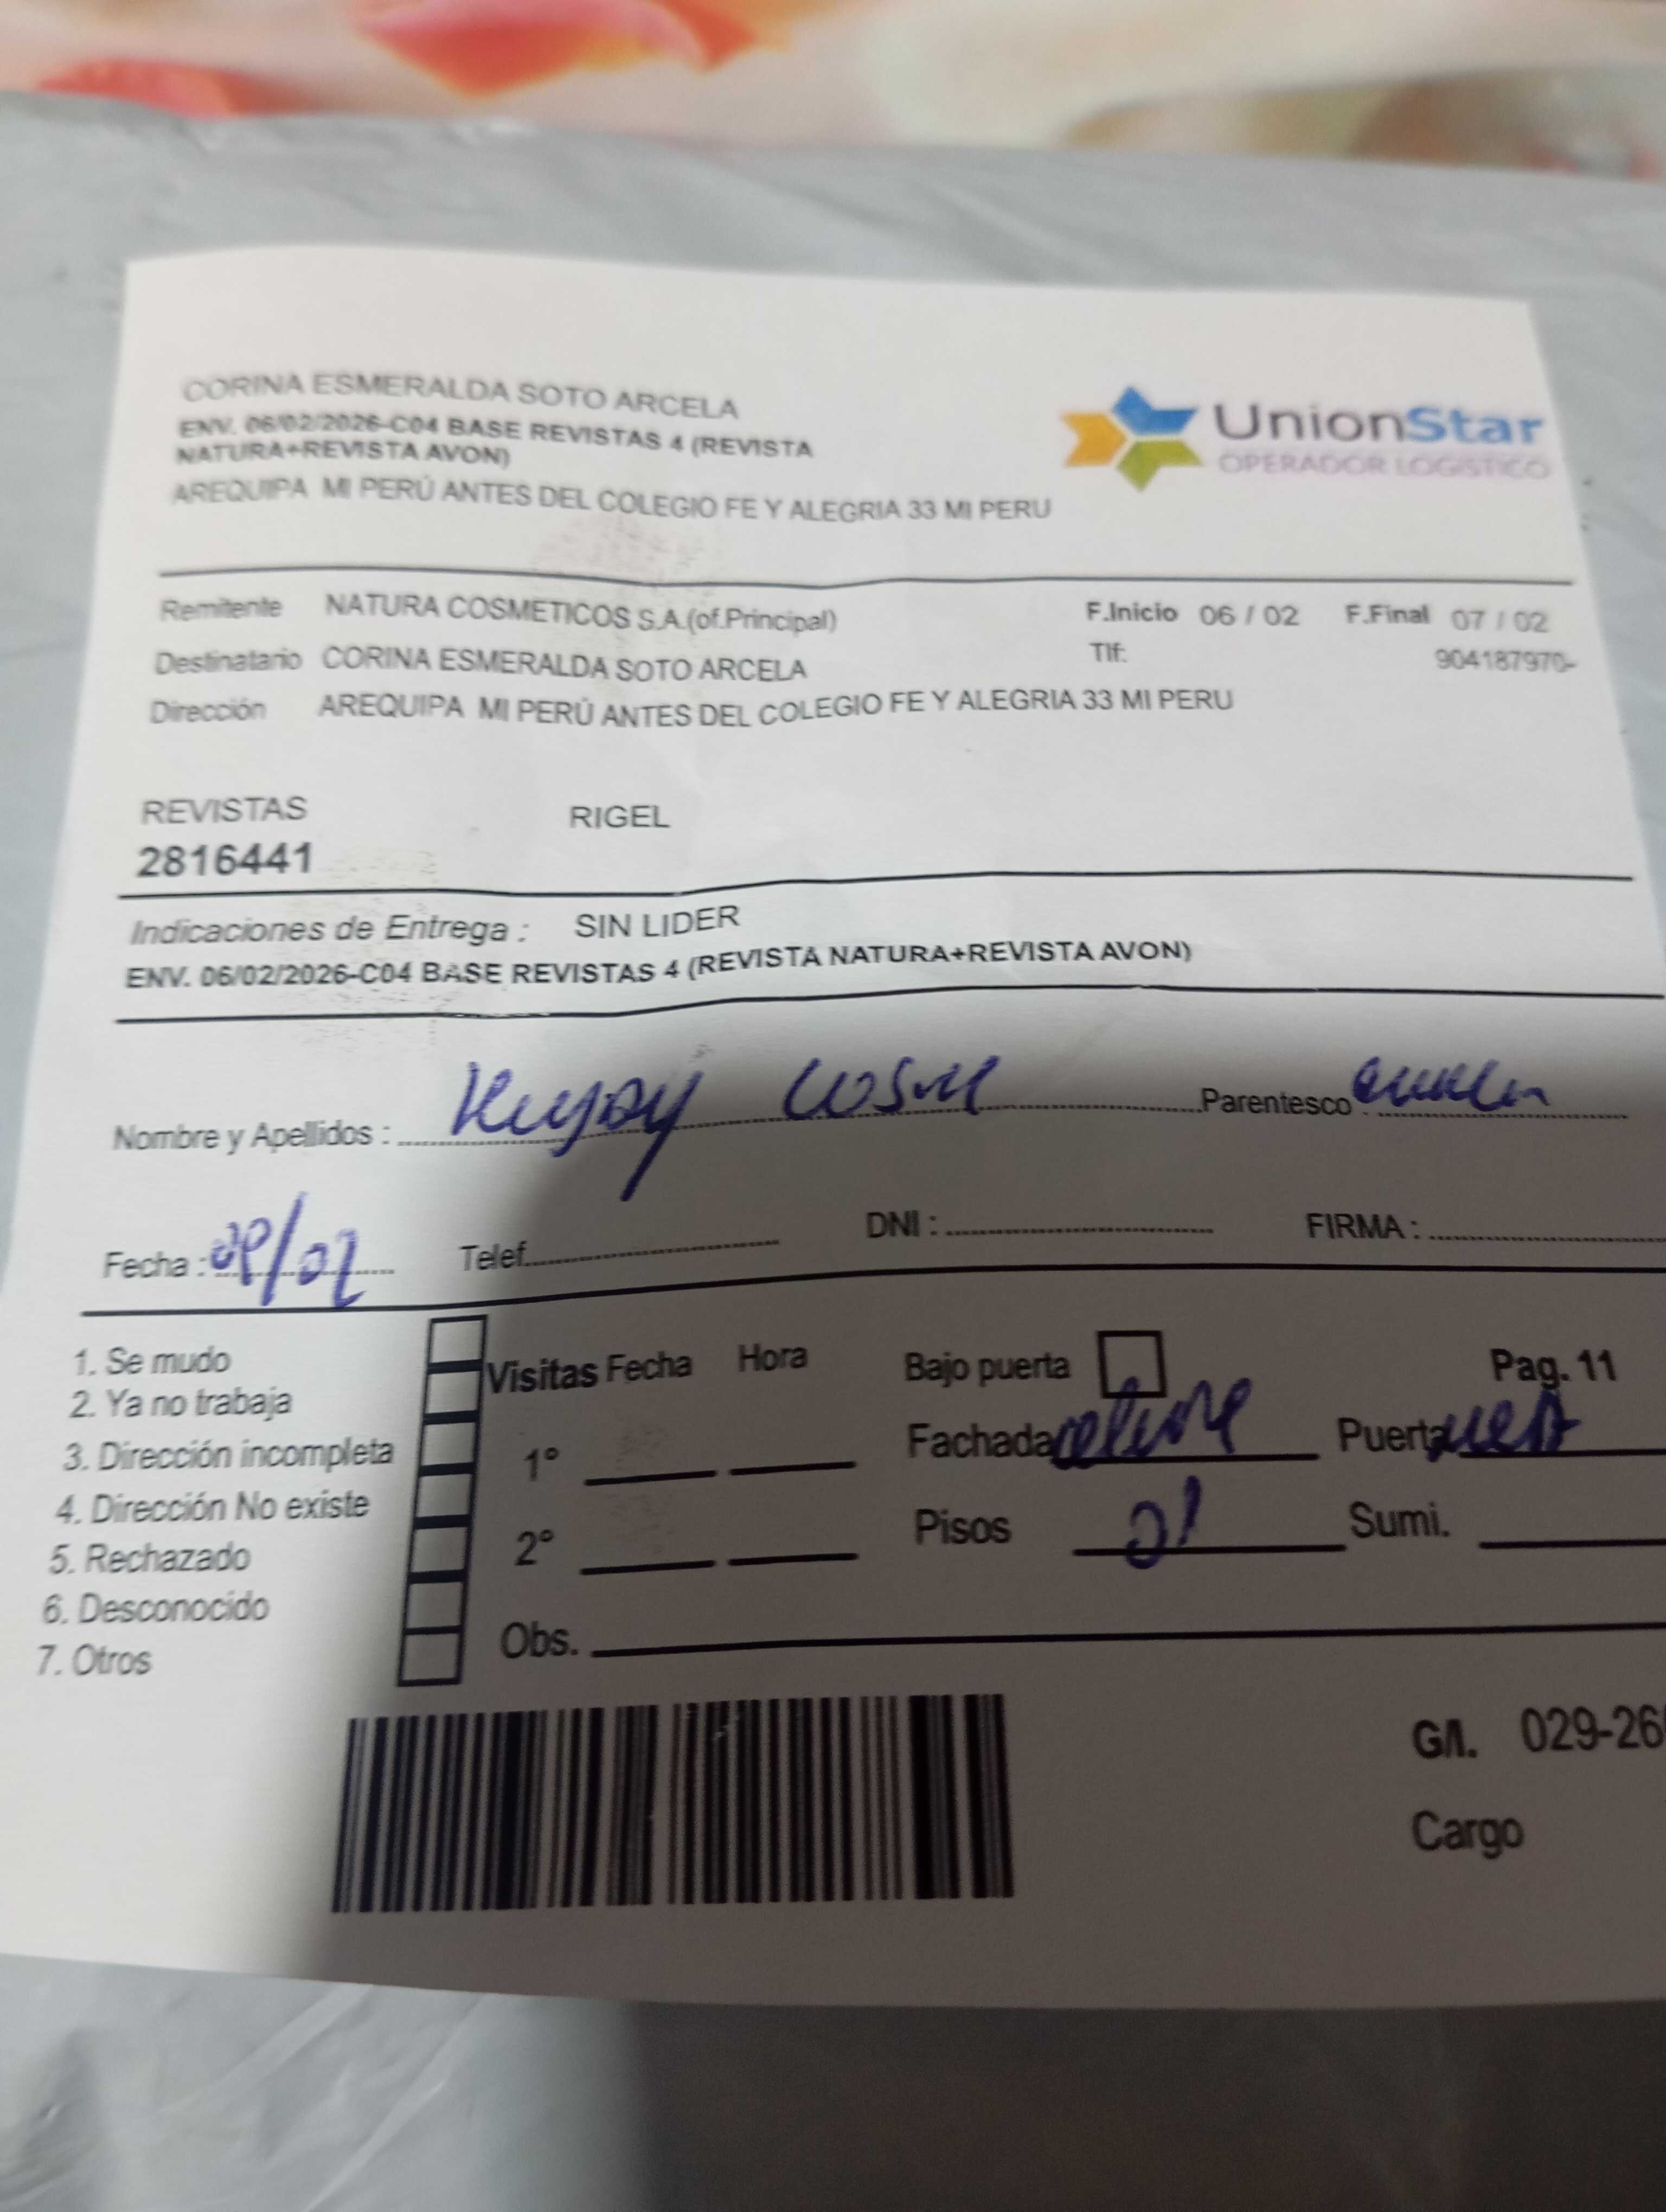 CORINA ESMERALDA SOTO ARCELA
ENV. 06/02/2026-C04 BASE REVISTAS 4 (REVISTA
NATURA+REVISTA AVON)
AREQUIPA MI PERÚ ANTES DEL COLEGIO FE Y ALEGRIA 33 MI PERU
UnionStar
OPERADOR LOGISTICO
Remitente NATURA COSMETICOS S.A.(of.Principal) F.Inicio 06 / 02 F.Final 07 / 02
Destinatario CORINA ESMERALDA SOTO ARCELA Tlf: 904187970-
Dirección AREQUIPA MI PERÚ ANTES DEL COLEGIO FE Y ALEGRIA 33 MI PERU
REVISTAS RIGEL
2816441
Indicaciones de Entrega : SIN LIDER
ENV. 06/02/2026-C04 BASE REVISTAS 4 (REVISTA NATURA+REVISTA AVON)
Nombre y Apellidos : Parentesco :
Fecha : Telef. DNI : FIRMA :
1. Se mudo
2. Ya no trabaja
3. Dirección incompleta
4. Dirección No existe
5. Rechazado
6. Desconocido
7. Otros
Visitas Fecha Hora Bajo puerta Pag. 11
1° Fachada Puerta
2° Pisos 01 Sumi.
Obs.
G/I. 029-26
Cargo